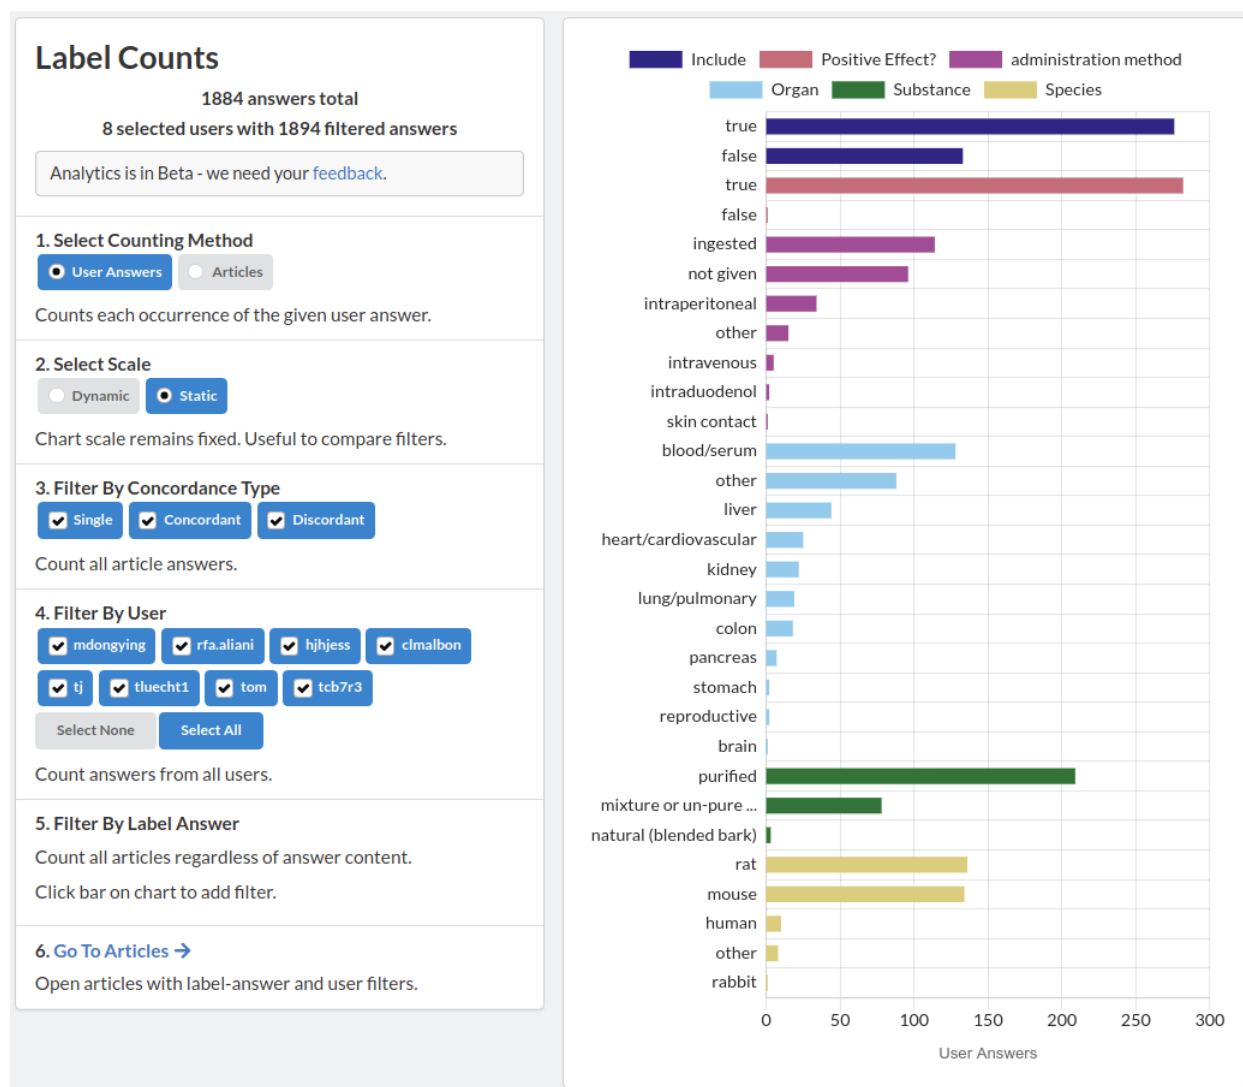 Label Counts
1884 answers total
8 selected users with 1894 filtered answers
Analytics is in Beta - we need your feedback.
1. Select Counting Method
User Answers Articles
Counts each occurrence of the given user answer.
2. Select Scale
Dynamic Static
Chart scale remains fixed. Useful to compare filters.
3. Filter By Concordance Type
Single Concordant Discordant
Count all article answers.
4. Filter By User
mdongying rfa.aliani hjhjess clmalbon
tj tluecht1 tom tcb7r3
Select None Select All
Count answers from all users.
5. Filter By Label Answer
Count all articles regardless of answer content.
Click bar on chart to add filter.
6. Go To Articles →
Open articles with label-answer and user filters.
Include Positive Effect? administration method
Organ Substance Species
true
false
true
false
ingested
not given
intraperitoneal
other
intravenous
intraduodenol
skin contact
blood/serum
other
liver
heart/cardiovascular
kidney
lung/pulmonary
colon
pancreas
stomach
reproductive
brain
purified
mixture or un-pure ...
natural (blended bark)
rat
mouse
human
other
rabbit
0 50 100 150 200 250 300
User Answers